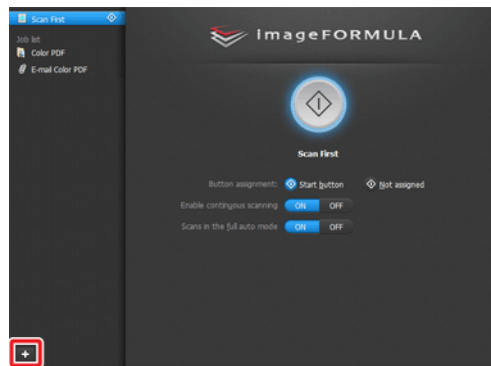 Scan First
Job list
Color PDF
E-mail Color PDF
imageFORMULA
Scan First
Button assignment: Start button Not assigned
Enable continuous scanning ON OFF
Scans in the full auto mode ON OFF
+